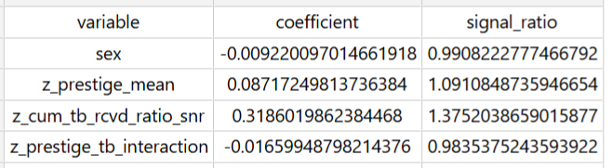 variable coefficient signal_ratio
sex -0.009220097014661918 0.9908222777466792
z_prestige_mean 0.08717249813736384 1.0910848735946654
z_cum_tb_rcvd_ratio_snr 0.3186019862384468 1.3752038659015877
z_prestige_tb_interaction -0.01659948798214376 0.9835375243593922